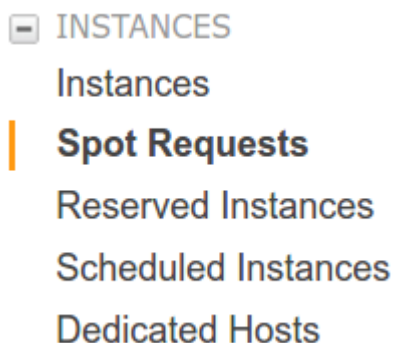 INSTANCES
Instances
Spot Requests
Reserved Instances
Scheduled Instances
Dedicated Hosts